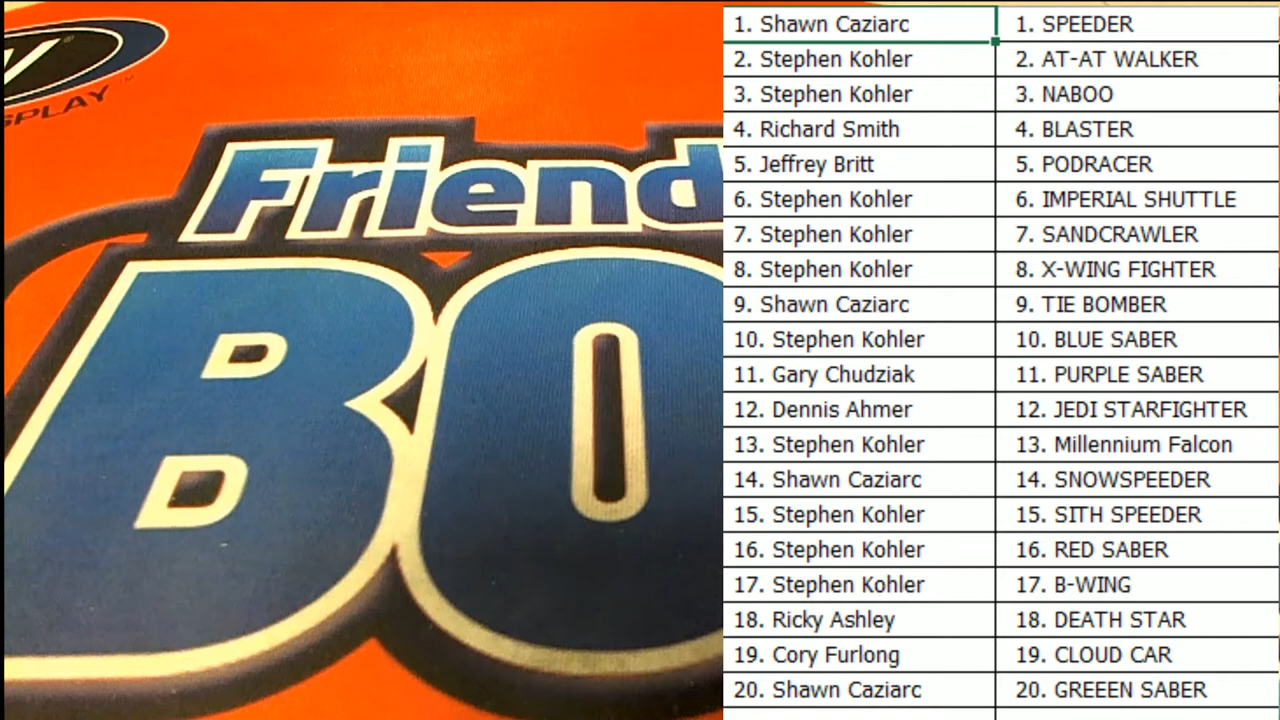 SPLAY™
Friend
BO
1. Shawn Caziarc 1. SPEEDER
2. Stephen Kohler 2. AT-AT WALKER
3. Stephen Kohler 3. NABOO
4. Richard Smith 4. BLASTER
5. Jeffrey Britt 5. PODRACER
6. Stephen Kohler 6. IMPERIAL SHUTTLE
7. Stephen Kohler 7. SANDCRAWLER
8. Stephen Kohler 8. X-WING FIGHTER
9. Shawn Caziarc 9. TIE BOMBER
10. Stephen Kohler 10. BLUE SABER
11. Gary Chudziak 11. PURPLE SABER
12. Dennis Ahmer 12. JEDI STARFIGHTER
13. Stephen Kohler 13. Millennium Falcon
14. Shawn Caziarc 14. SNOWSPEEDER
15. Stephen Kohler 15. SITH SPEEDER
16. Stephen Kohler 16. RED SABER
17. Stephen Kohler 17. B-WING
18. Ricky Ashley 18. DEATH STAR
19. Cory Furlong 19. CLOUD CAR
20. Shawn Caziarc 20. GREEEN SABER